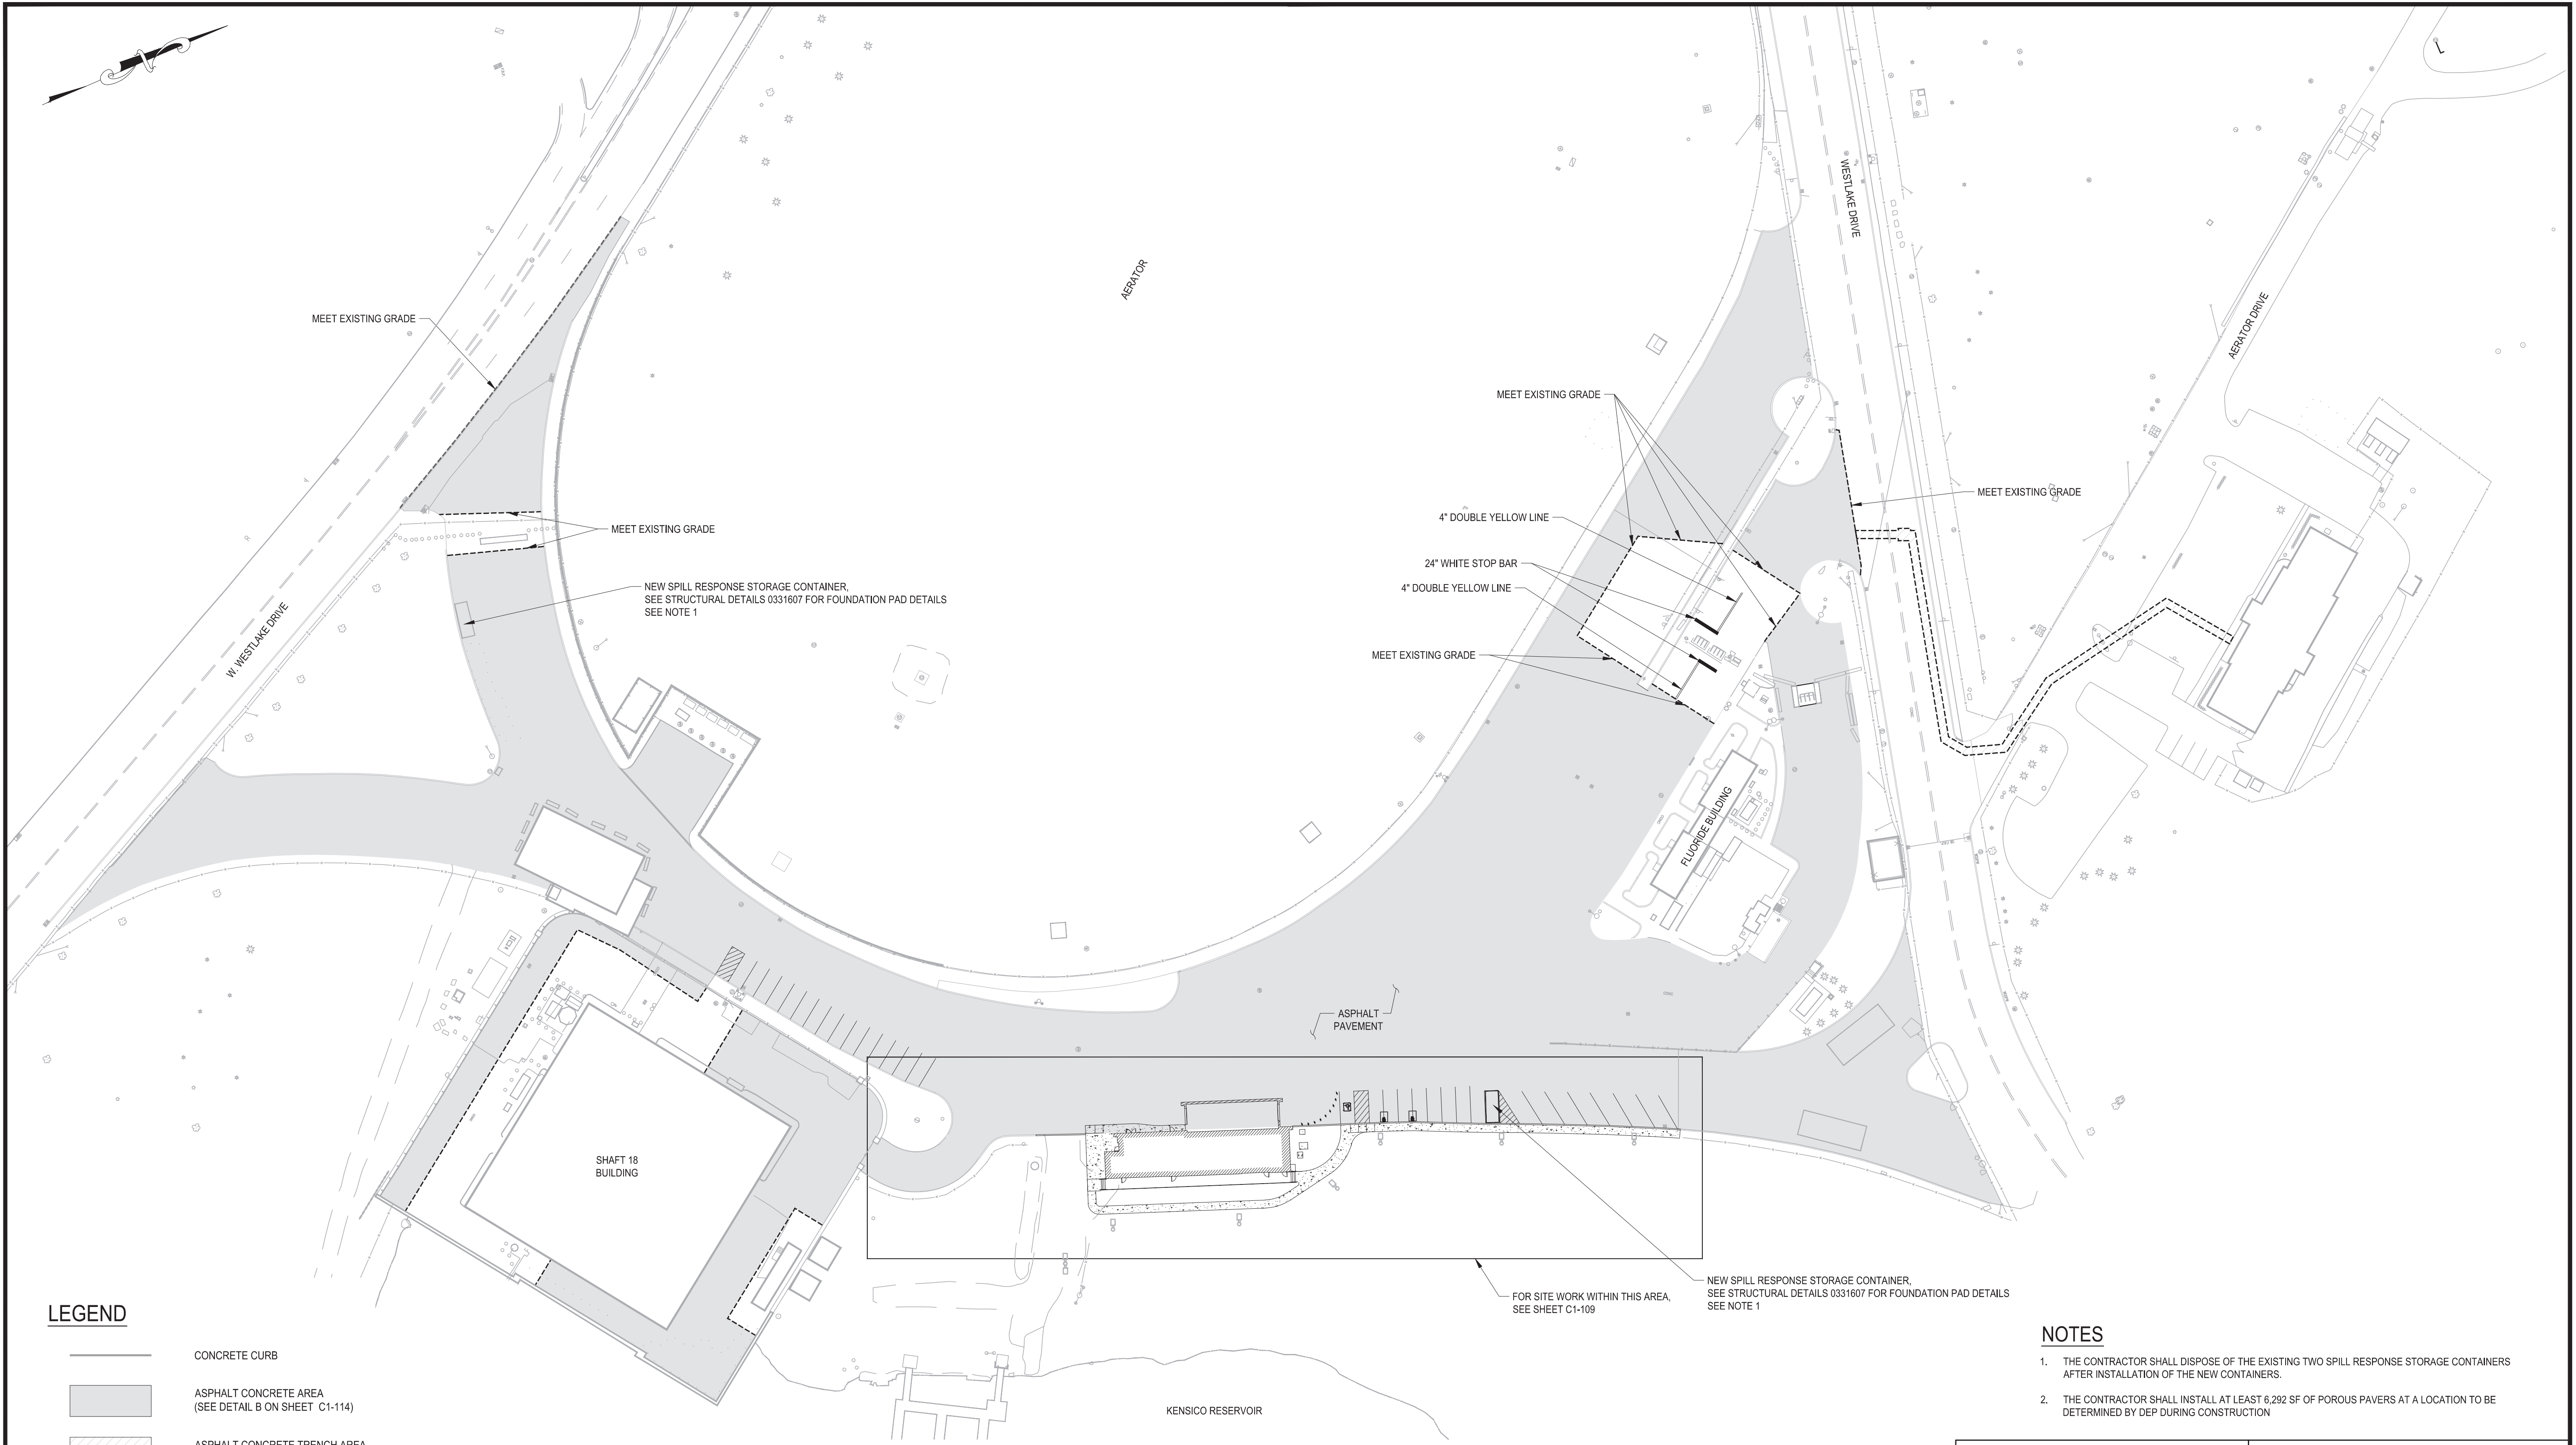 N
AERATOR
WESTLAKE DRIVE
AERATOR DRIVE
MEET EXISTING GRADE
MEET EXISTING GRADE
MEET EXISTING GRADE
4" DOUBLE YELLOW LINE
MEET EXISTING GRADE
24" WHITE STOP BAR
4" DOUBLE YELLOW LINE
MEET EXISTING GRADE
NEW SPILL RESPONSE STORAGE CONTAINER,
SEE STRUCTURAL DETAILS 0331607 FOR FOUNDATION PAD DETAILS
SEE NOTE 1
W. WESTLAKE DRIVE
FLUORIDE BUILDING
ASPHALT
PAVEMENT
SHAFT 18
BUILDING
NEW SPILL RESPONSE STORAGE CONTAINER,
SEE STRUCTURAL DETAILS 0331607 FOR FOUNDATION PAD DETAILS
SEE NOTE 1
FOR SITE WORK WITHIN THIS AREA,
SEE SHEET C1-109
KENSICO RESERVOIR
LEGEND
CONCRETE CURB
ASPHALT CONCRETE AREA
(SEE DETAIL B ON SHEET C1-114)
ASPHALT CONCRETE TRENCH AREA
NOTES
1. THE CONTRACTOR SHALL DISPOSE OF THE EXISTING TWO SPILL RESPONSE STORAGE CONTAINERS
AFTER INSTALLATION OF THE NEW CONTAINERS.
2. THE CONTRACTOR SHALL INSTALL AT LEAST 6,292 SF OF POROUS PAVERS AT A LOCATION TO BE
DETERMINED BY DEP DURING CONSTRUCTION